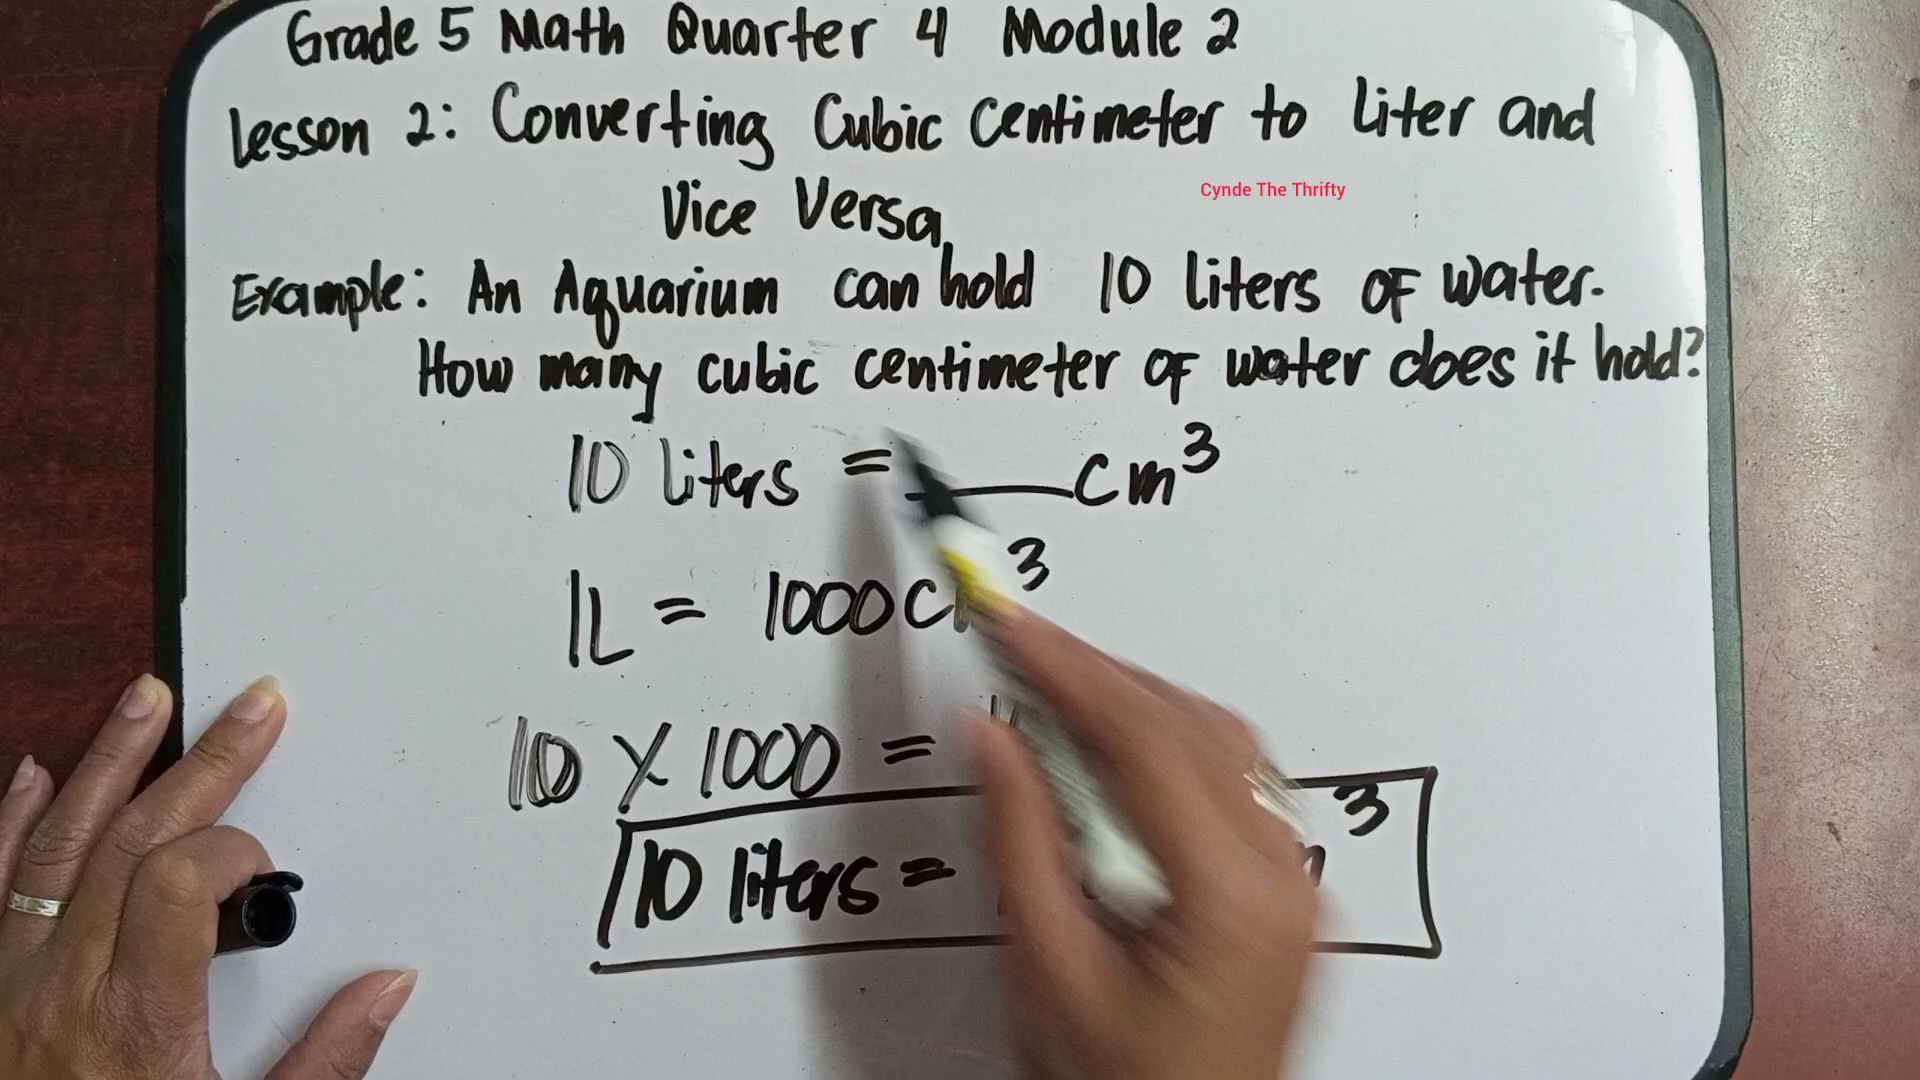 Grade 5 Math Quarter 4 Module 2
Lesson 2: Converting Cubic Centimeter to Liter and
Vice Versa
Cynde The Thrifty
Example: An Aquarium can hold 10 liters of water.
How many cubic centimeter of water does it hold?
10 liters = ___ cm³
1L = 1000 c 3
10 x 1000 =
10 liters = 3